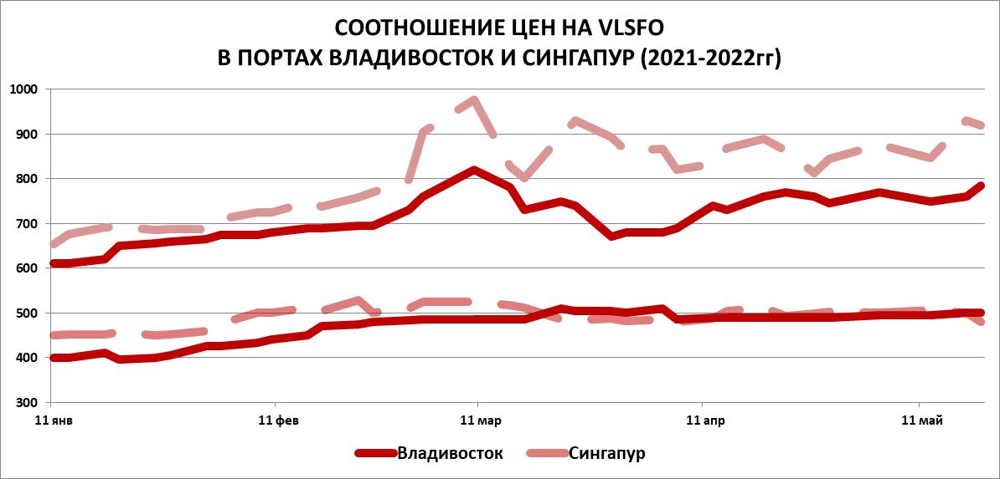 СООТНОШЕНИЕ ЦЕН НА VLSFO
В ПОРТАХ ВЛАДИВОСТОК И СИНГАПУР (2021-2022гг)
1000
900
800
700
600
500
400
300
11 янв 11 фев 11 мар 11 апр 11 май
Владивосток Сингапур